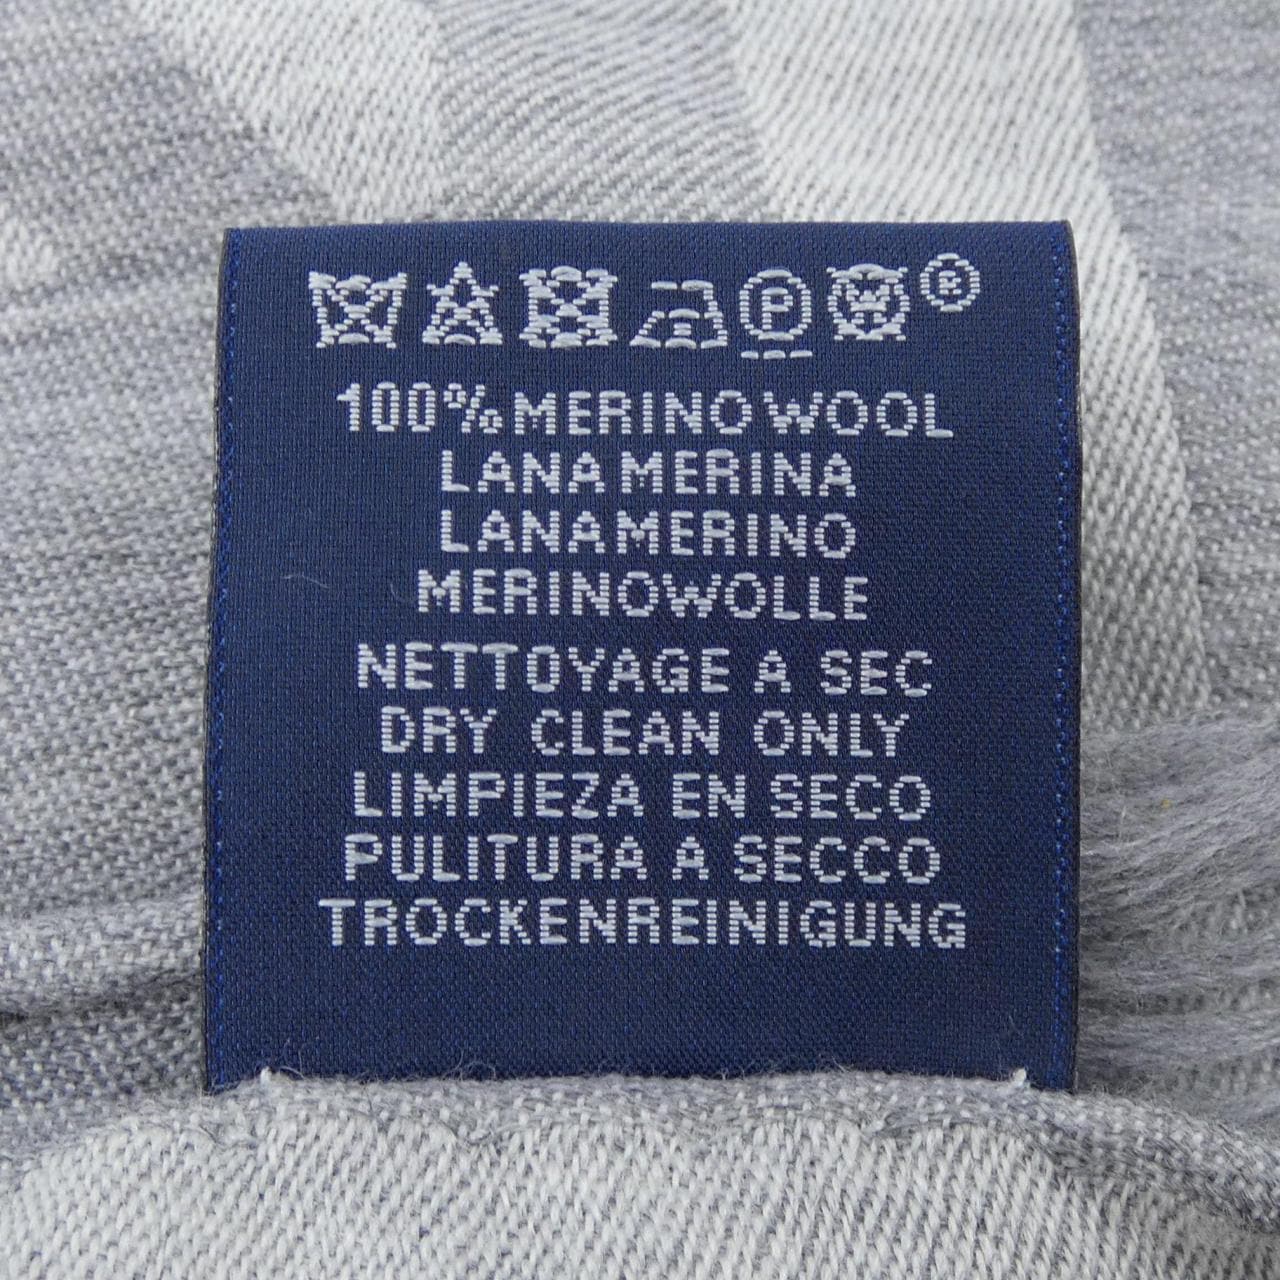 P W ®
100% MERINO WOOL
LANA MERINA
LANA MERINO
MERINOWOLLE
NETTOYAGE A SEC
DRY CLEAN ONLY
LIMPIEZA EN SECO
PULITURA A SECCO
TROCKENREINIGUNG